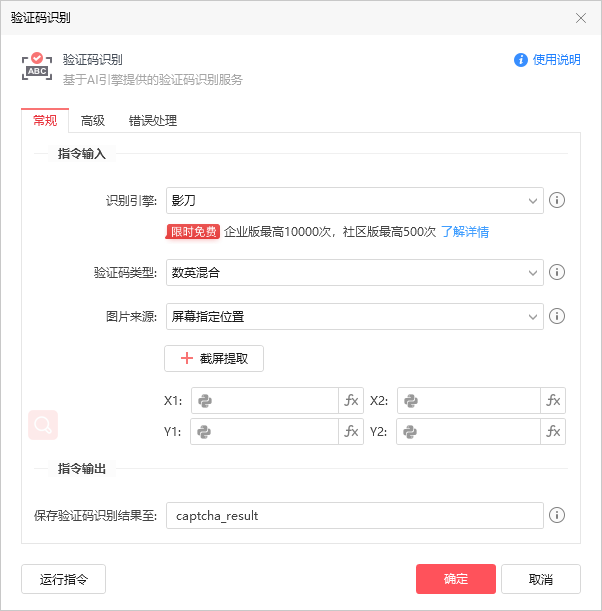 验证码识别
ABC
验证码识别
使用说明
基于AI引擎提供的验证码识别服务
常规 高级 错误处理
指令输入
识别引擎: 影刀
限时免费 企业版最高10000次，社区版最高500次 了解详情
验证码类型: 数英混合
图片来源: 屏幕指定位置
截屏提取
X1: fx X2: fx
Y1: fx Y2: fx
指令输出
保存验证码识别结果至: captcha_result
运行指令 确定 取消